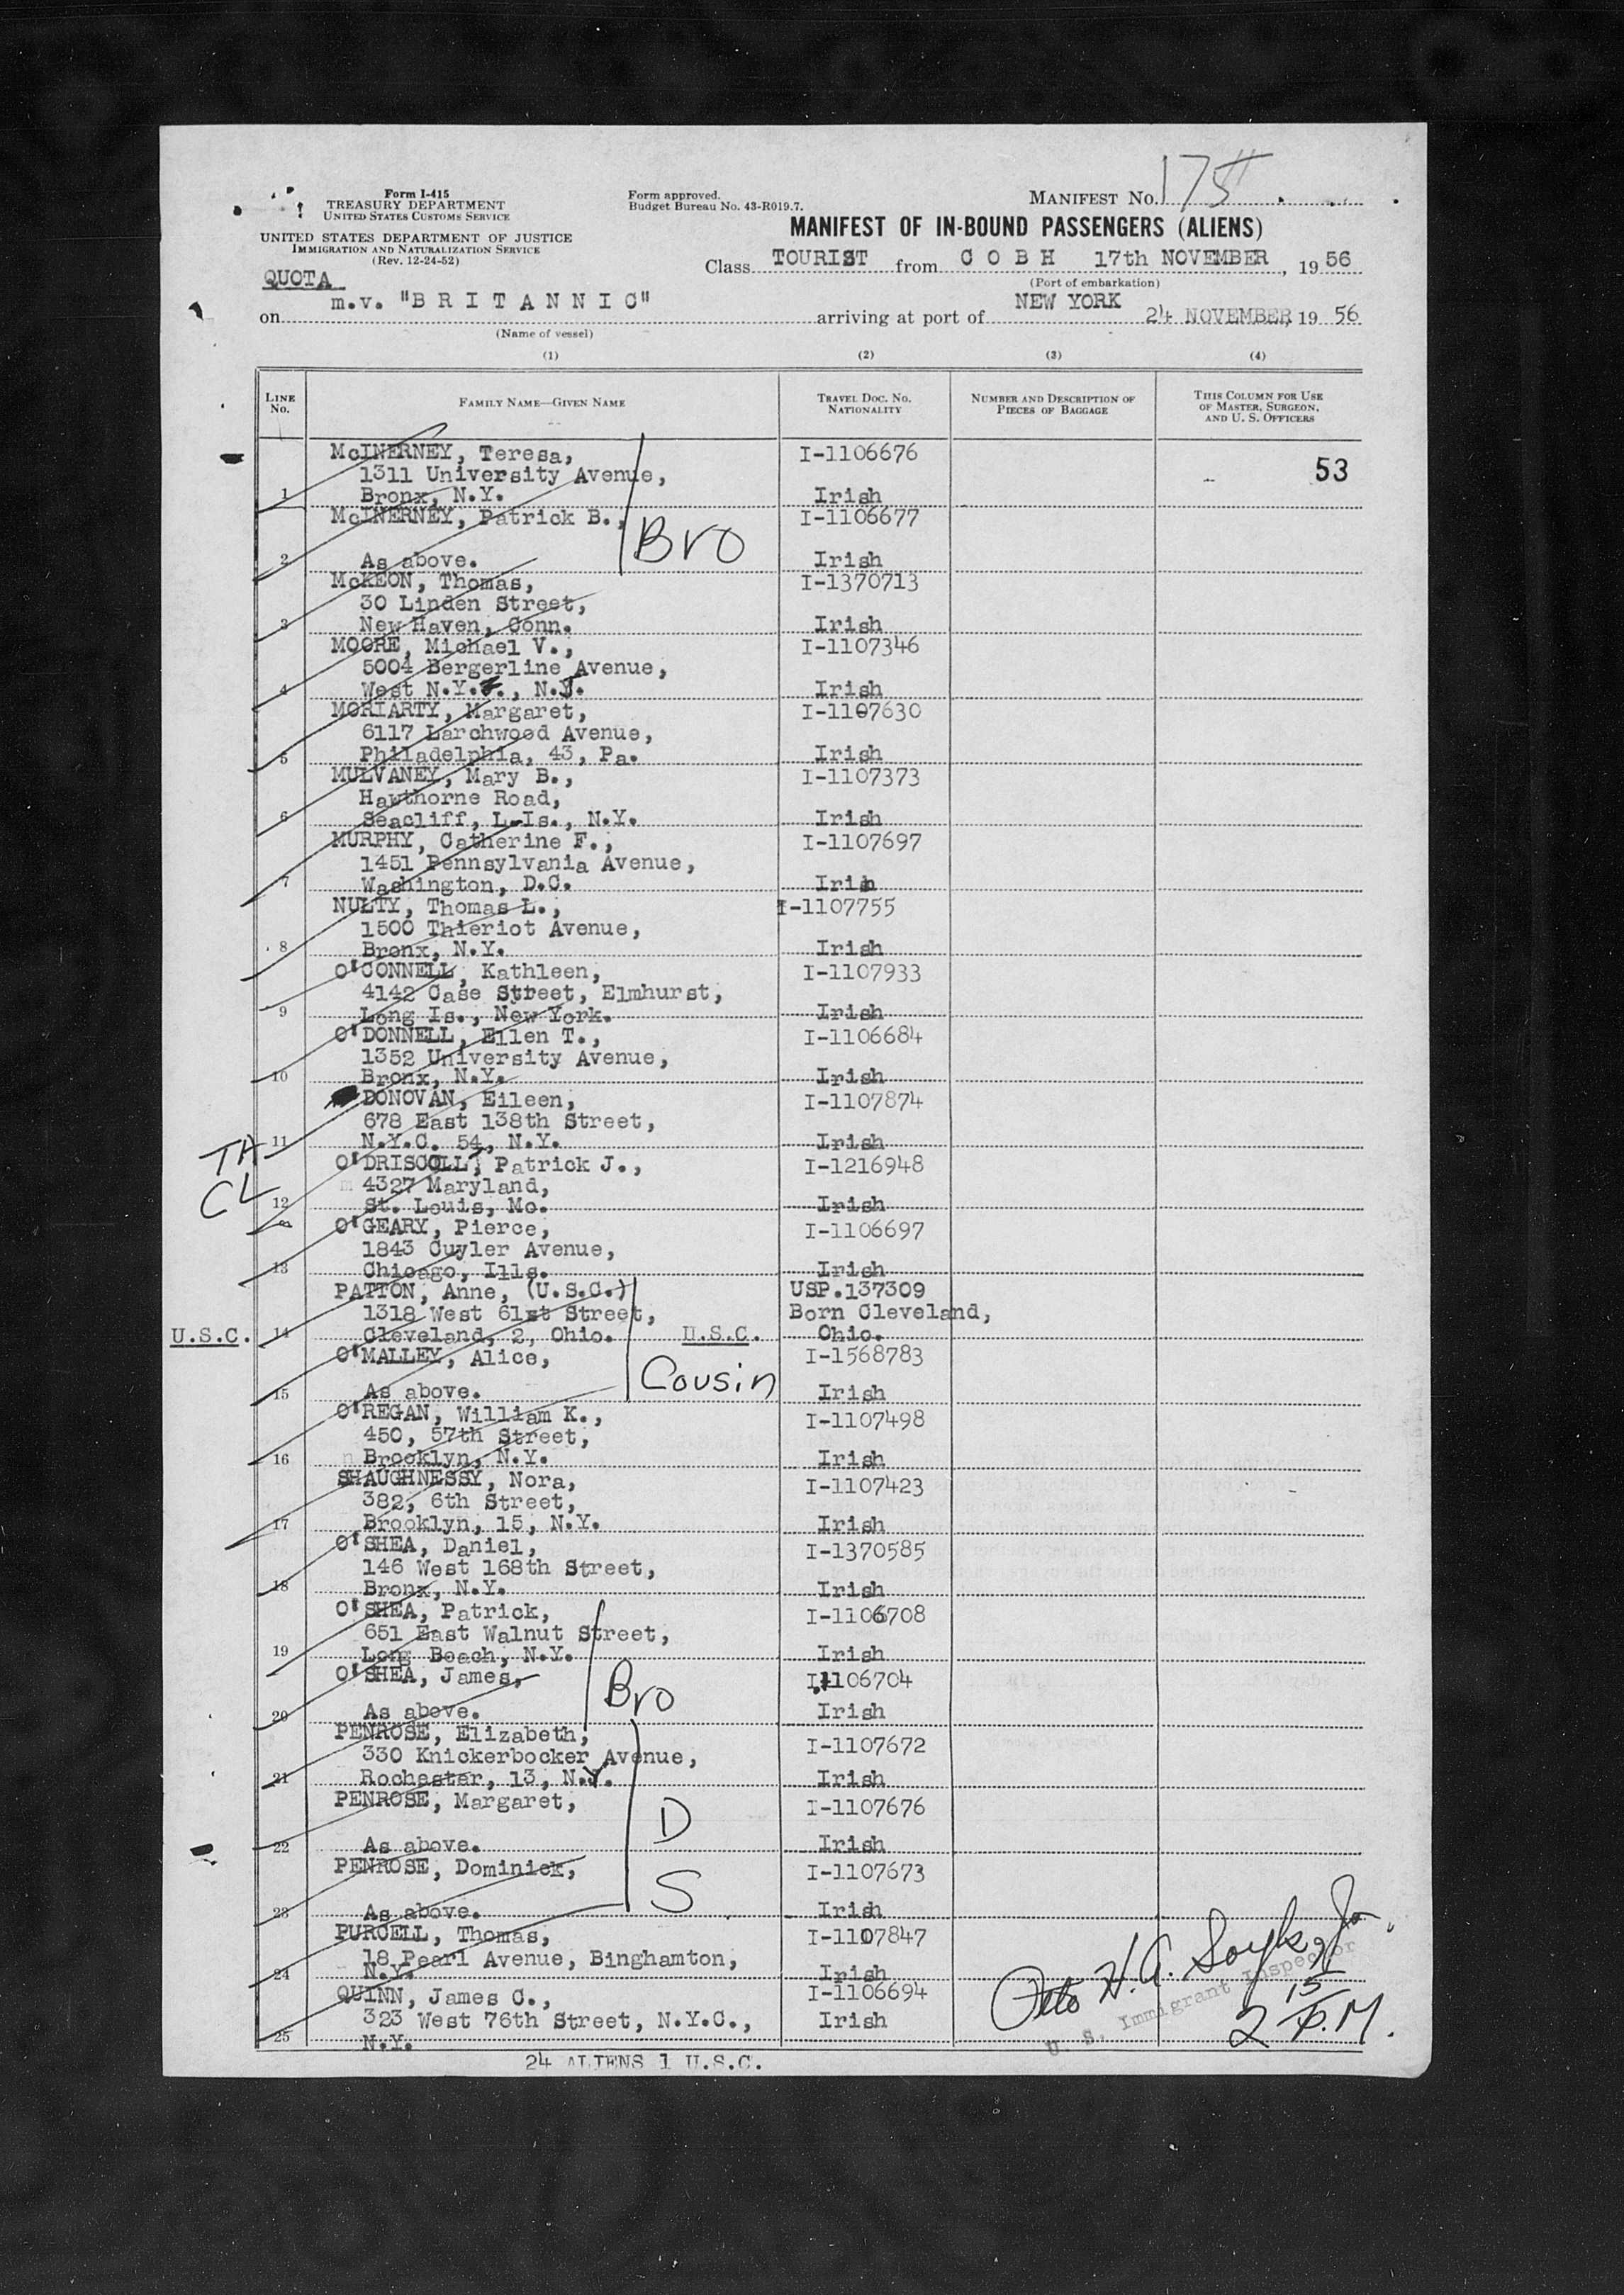 Form I-415
TREASURY DEPARTMENT
UNITED STATES CUSTOMS SERVICE
UNITED STATES DEPARTMENT OF JUSTICE
IMMIGRATION AND NATURALIZATION SERVICE
(Rev. 12-24-52)
Form approved.
Budget Bureau No. 43-R019.7.
MANIFEST No. 175
MANIFEST OF IN-BOUND PASSENGERS (ALIENS)
Class TOURIST from C O B H 17th NOVEMBER, 19 56
(Port of embarkation)
QUOTA
on m.v. "B R I T A N N I C" arriving at port of NEW YORK 24 NOVEMBER, 19 56
(Name of vessel)
(1) (2) (3) (4)
LINE No. FAMILY NAME—GIVEN NAME TRAVEL DOC. NO. NATIONALITY NUMBER AND DESCRIPTION OF PIECES OF BAGGAGE THIS COLUMN FOR USE OF MASTER, SURGEON, AND U. S. OFFICERS
McINERNEY, Teresa, I-1106676
1311 University Avenue, 53
1 Bronx, N.Y. Irish
McINERNEY, Patrick B., I-1106677
Bro
2 As above. Irish
McKEON, Thomas, I-1370713
30 Linden Street,
3 New Haven, Conn. Irish
MOORE, Michael V., I-1107346
5004 Bergerline Avenue,
4 West N.Y., N.J. Irish
MORIARTY, Margaret, I-1107630
6117 Larchwood Avenue,
5 Philadelphia, 43, Pa. Irish
MULVANEY, Mary B., I-1107373
Hawthorne Road,
6 Seacliff, L.Is., N.Y. Irish
MURPHY, Catherine F., I-1107697
1451 Pennsylvania Avenue,
7 Washington, D.C. Irish
NULTY, Thomas L., I-1107755
1500 Thieriot Avenue,
8 Bronx, N.Y. Irish
O'CONNELL, Kathleen, I-1107933
4142 Case Street, Elmhurst,
9 Long Is., New York. Irish
O'DONNELL, Ellen T., I-1106684
1352 University Avenue,
10 Bronx, N.Y. Irish
DONOVAN, Eileen, I-1107874
678 East 138th Street,
TA 11 N.Y.C. 54, N.Y. Irish
O'DRISCOLL, Patrick J., I-1216948
CL 4327 Maryland,
12 St. Louis, Mo. Irish
O'GEARY, Pierce, I-1106697
1843 Cuyler Avenue,
13 Chicago, Ills. Irish
PATTON, Anne, (U.S.C.) USP.137309
1318 West 61st Street, Born Cleveland,
U.S.C. 14 Cleveland, 2, Ohio. U.S.C. Ohio.
O'MALLEY, Alice, I-1568783
Cousin
15 As above. Irish
O'REGAN, William K., I-1107498
450, 57th Street,
16 Brooklyn, N.Y. Irish
SHAUGHNESSY, Nora, I-1107423
382, 6th Street,
17 Brooklyn, 15, N.Y. Irish
O'SHEA, Daniel, I-1370585
146 West 168th Street,
18 Bronx, N.Y. Irish
O'SHEA, Patrick, I-1106708
651 East Walnut Street,
19 Long Beach, N.Y. Irish
O'SHEA, James, I-1106704
Bro
20 As above. Irish
PENROSE, Elizabeth, I-1107672
330 Knickerbocker Avenue,
21 Rochester, 13, N.Y. Irish
PENROSE, Margaret, I-1107676
D
22 As above. Irish
PENROSE, Dominick, I-1107673
S
23 As above. Irish
PURCELL, Thomas, I-1107847
18 Pearl Avenue, Binghamton,
24 N.Y. Irish
QUINN, James C., I-1106694
323 West 76th Street, N.Y.C., Irish
25 N.Y.
Otto H. G.
U. S. Immigrant Inspector
2 15 P.M.
24 ALIENS 1 U.S.C.